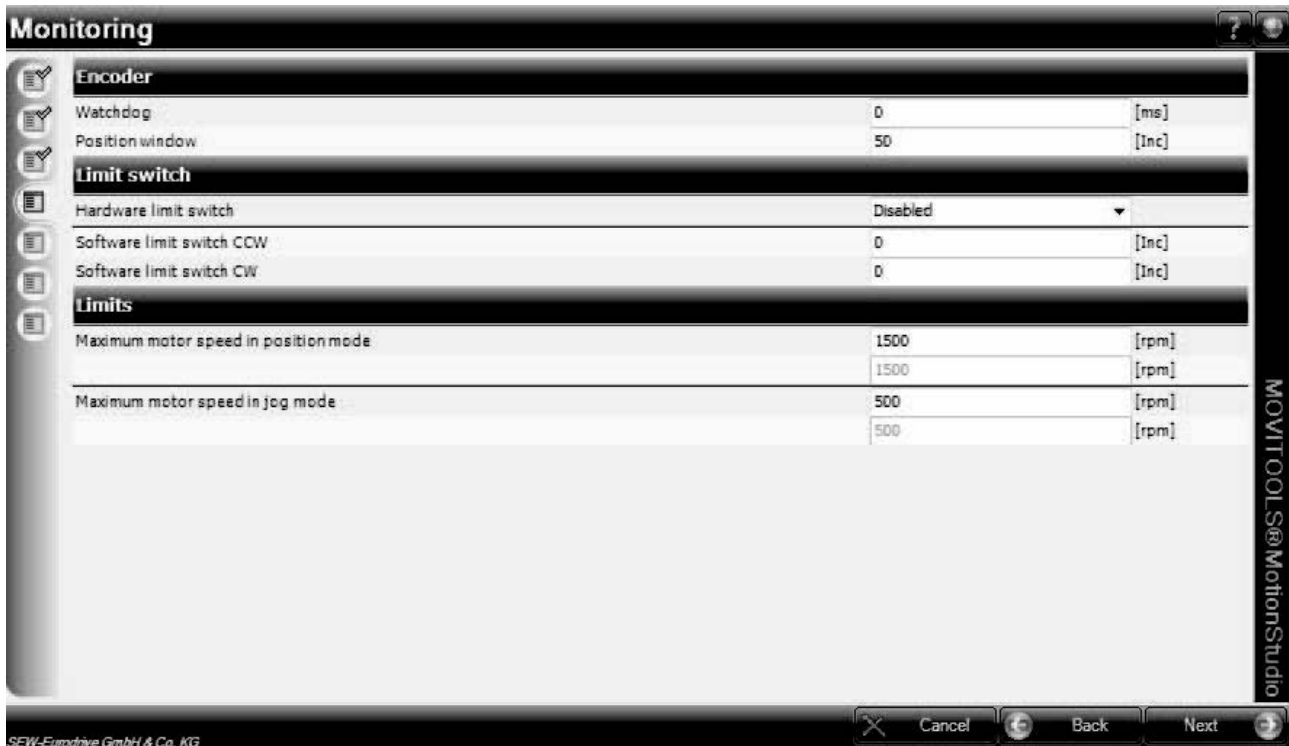 Monitoring ?
Encoder
Watchdog 0 [ms]
Position window 50 [Inc]
Limit switch
Hardware limit switch Disabled
Software limit switch CCW 0 [Inc]
Software limit switch CW 0 [Inc]
Limits
Maximum motor speed in position mode 1500 [rpm]
1500 [rpm]
Maximum motor speed in jog mode 500 [rpm]
500 [rpm]
MOVITOOLS®MotionStudio
Cancel Back Next
SEW-Eurodrive GmbH & Co. KG